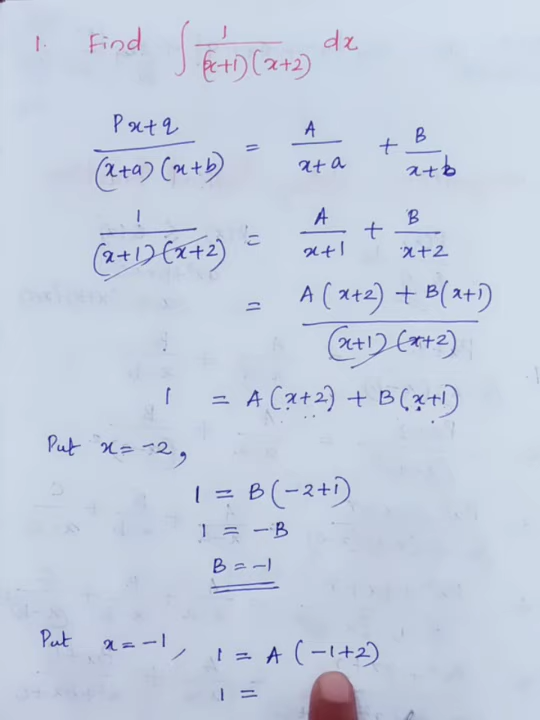 1. Find ∫ 1/((x+1)(x+2)) dx
(Px+q)/((x+a)(x+b)) = A/(x+a) + B/(x+b)
1/((x+1)(x+2)) = A/(x+1) + B/(x+2)
= (A(x+2) + B(x+1))/((x+1)(x+2))
1 = A(x+2) + B(x+1)
Put x=-2,
1 = B(-2+1)
1 = -B
B = -1
Put x=-1, 1 = A(-1+2)
1 =